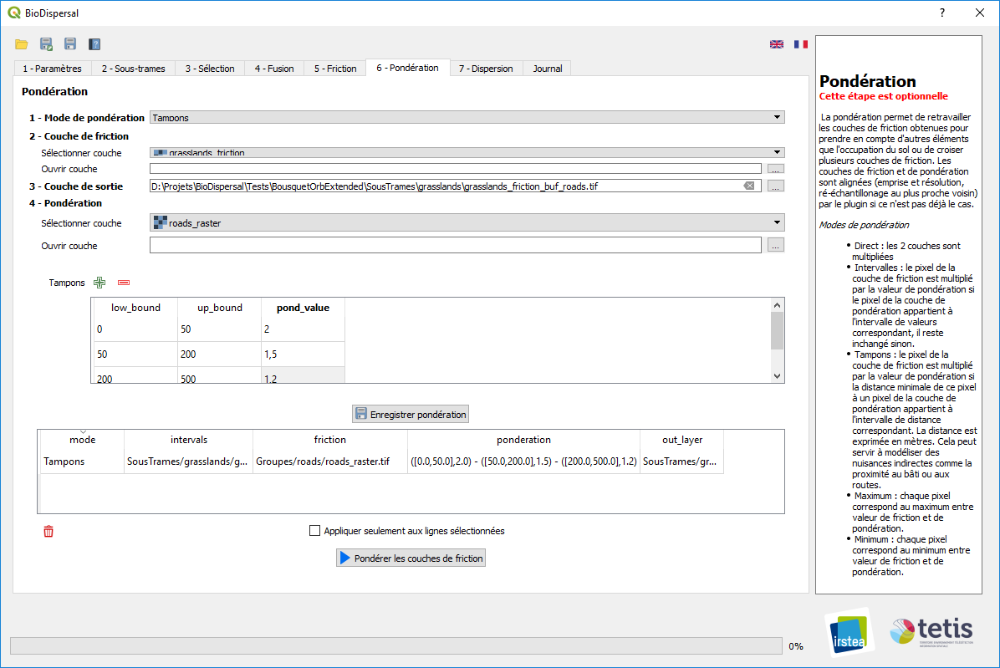 BioDispersal
?
1 - Paramètres
2 - Sous-trames
3 - Sélection
4 - Fusion
5 - Friction
6 - Pondération
7 - Dispersion
Journal
Pondération
1 - Mode de pondération
Tampons
2 - Couche de friction
Sélectionner couche
grasslands_friction
Ouvrir couche
...
3 - Couche de sortie
D:\Projets\BioDispersal\Tests\BousquetOrbExtended\SousTrames\grasslands\grasslands_friction_buf_roads.tif
...
4 - Pondération
Sélectionner couche
roads_raster
Ouvrir couche
...
Tampons
low_bound up_bound pond_value
0 50 2
50 200 1,5
200 500 1,2
Enregistrer pondération
mode intervals friction ponderation out_layer
Tampons SousTrames/grasslands/g... Groupes/roads/roads_raster.tif ([0.0,50.0],2.0) - ([50.0,200.0],1.5) - ([200.0,500.0],1.2) SousTrames/gr...
Appliquer seulement aux lignes sélectionnées
Pondérer les couches de friction
0%
Pondération
Cette étape est optionnelle
La pondération permet de retravailler
les couches de friction obtenues pour
prendre en compte d'autres éléments
que l'occupation du sol ou de croiser
plusieurs couches de friction. Les
couches de friction et de pondération
sont alignées (emprise et résolution,
ré-échantillonage au plus proche voisin)
par le plugin si ce n'est pas déjà le cas.
Modes de pondération
• Direct : les 2 couches sont
multipliées
• Intervalles : le pixel de la
couche de friction est multiplié
par la valeur de pondération si
le pixel de la couche de
pondération appartient à
l'intervalle de valeurs
correspondant, il reste
inchangé sinon.
• Tampons : le pixel de la
couche de friction est multiplié
par la valeur de pondération si
la distance minimale de ce pixel
à un pixel de la couche de
pondération appartient à
l'intervalle de distance
correspondant. La distance est
exprimée en mètres. Cela peut
servir à modéliser des
nuisances indirectes comme la
proximité au bâti ou aux
routes.
• Maximum : chaque pixel
correspond au maximum entre
valeur de friction et de
pondération.
• Minimum : chaque pixel
correspond au minimum entre
valeur de friction et de
pondération.
irstea
tetis